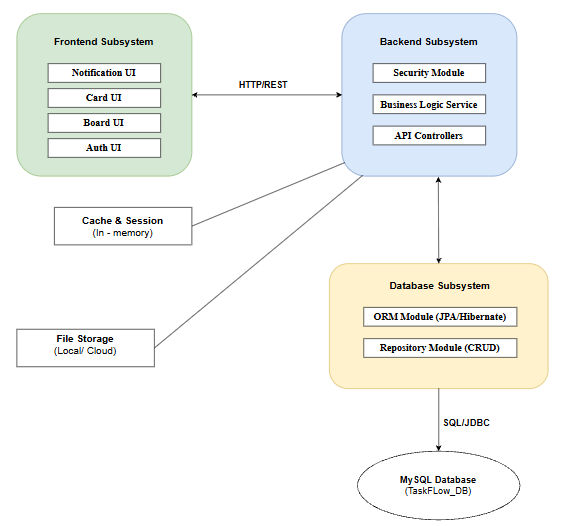 Frontend Subsystem
Notification UI
Card UI
Board UI
Auth UI
HTTP/REST
Backend Subsystem
Security Module
Business Logic Service
API Controllers
Cache & Session
(In - memory)
File Storage
(Local/ Cloud)
Database Subsystem
ORM Module (JPA/Hibernate)
Repository Module (CRUD)
SQL/JDBC
MySQL Database
(TaskFLow_DB)